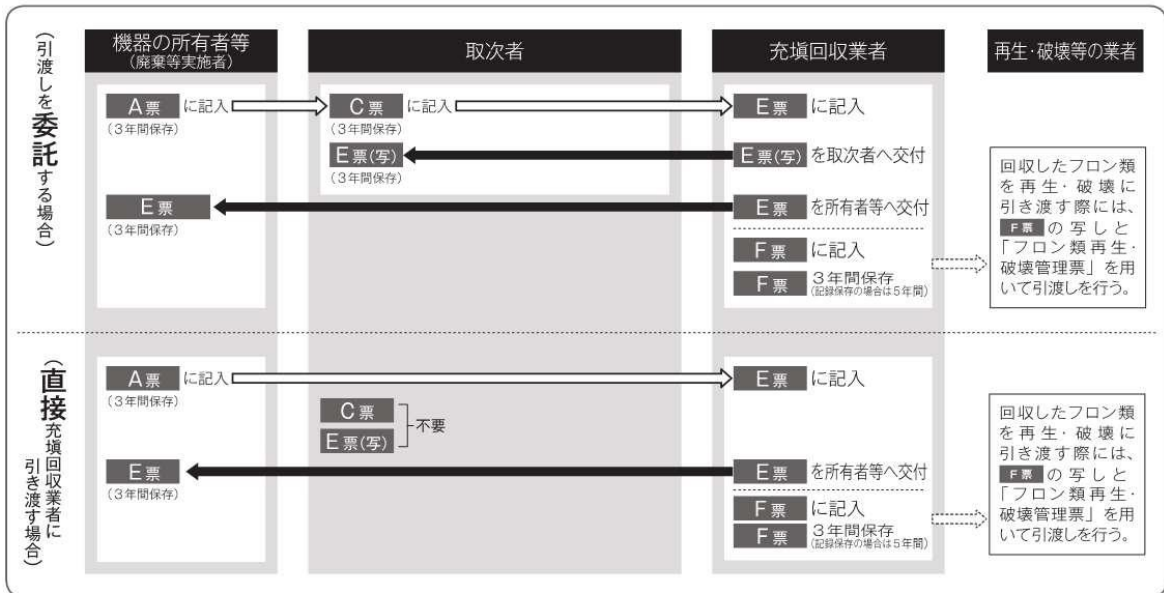 機器の所有者等
(廃棄等実施者)
取次者
充塡回収業者
再生・破壊等の業者
(引渡しを委託する場合)
A票 に記入
(3年間保存)
C票 に記入
(3年間保存)
E票 に記入
E票(写)
(3年間保存)
E票(写) を取次者へ交付
E票
(3年間保存)
E票 を所有者等へ交付
F票 に記入
F票 3年間保存
(記録保存の場合は5年間)
回収したフロン類
を再生・破壊に
引き渡す際には、
F票 の写しと
「フロン類再生・
破壊管理票」を用
いて引渡しを行う。
(直接充塡回収業者に
引き渡す場合)
A票 に記入
(3年間保存)
E票 に記入
C票
E票(写)
不要
E票
(3年間保存)
E票 を所有者等へ交付
F票 に記入
F票 3年間保存
(記録保存の場合は5年間)
回収したフロン類
を再生・破壊に
引き渡す際には、
F票 の写しと
「フロン類再生・
破壊管理票」を用
いて引渡しを行う。